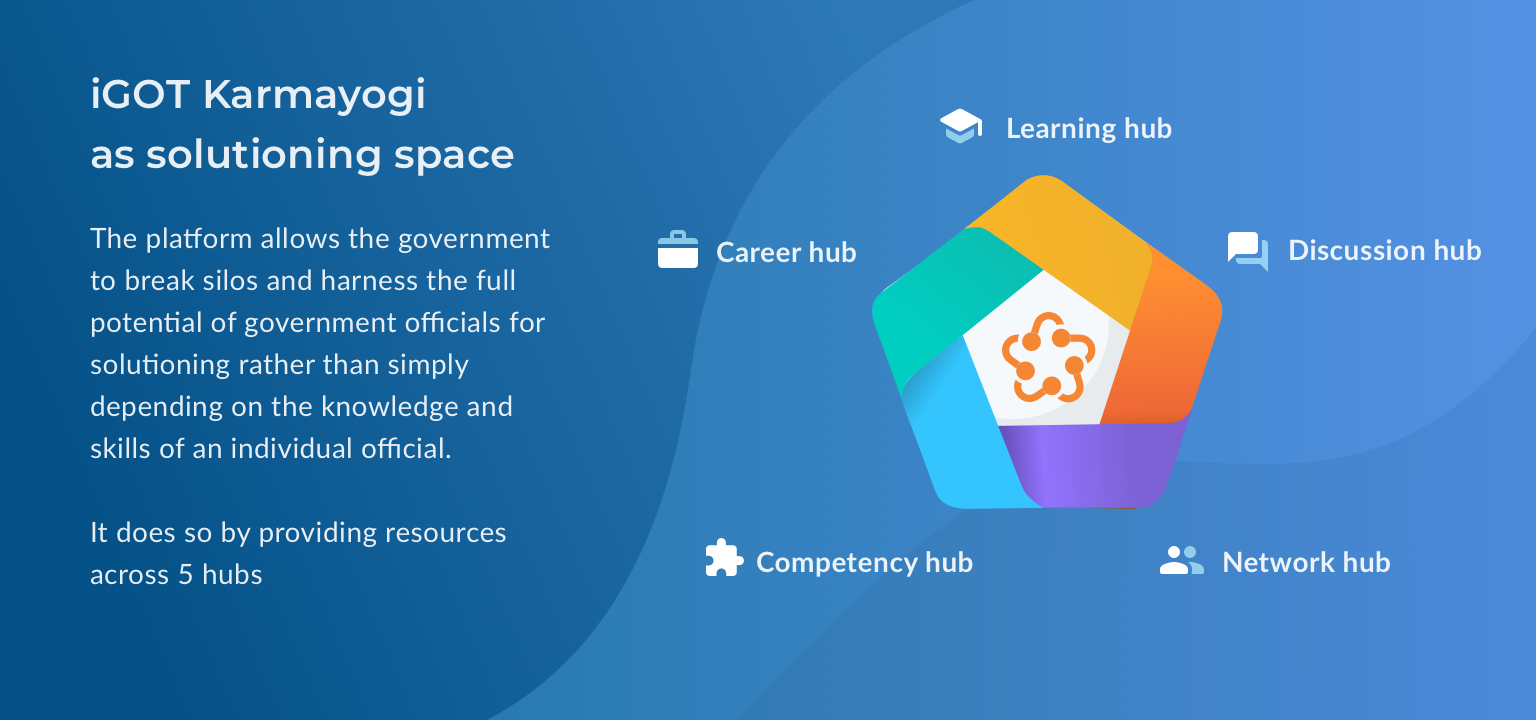 iGOT Karmayogi
as solutioning space
The platform allows the government
to break silos and harness the full
potential of government officials for
solutioning rather than simply
depending on the knowledge and
skills of an individual official.
It does so by providing resources
across 5 hubs
Learning hub
Career hub
Discussion hub
Competency hub
Network hub